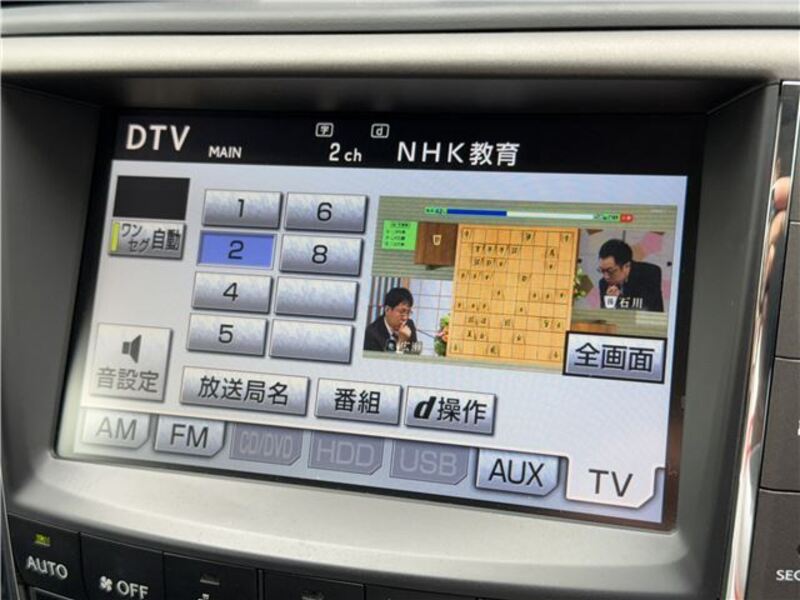 DTV MAIN 字 d 2ch NHK教育
ワン
セグ 自動
1 6
2 8
4
5
石川
全画面
音設定
放送局名 番組 d操作
AM FM CD/DVD HDD USB AUX TV
AUTO OFF
SEC